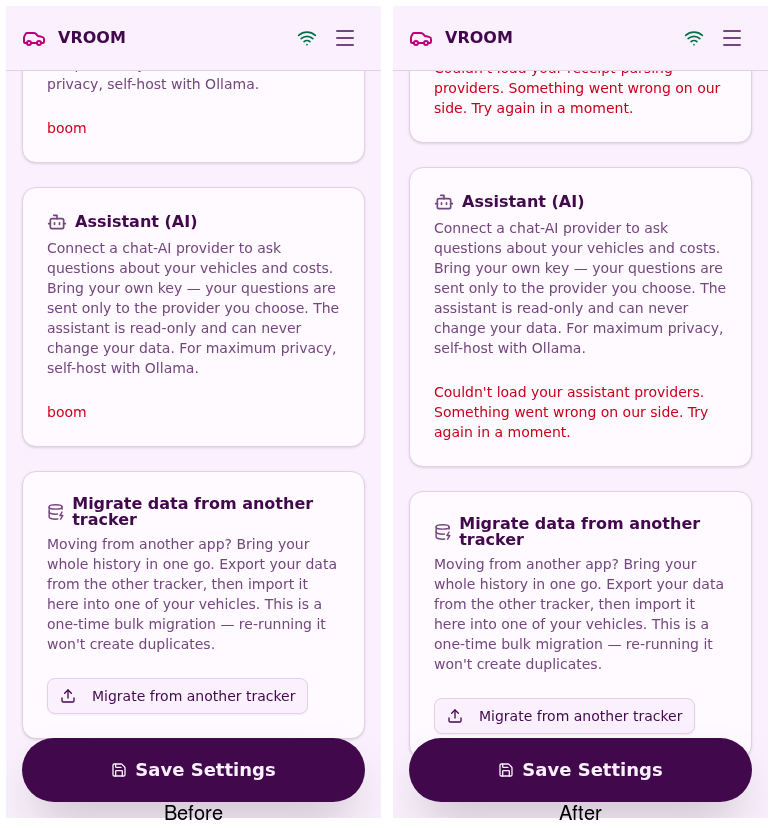 VROOM
privacy, self-host with Ollama.
boom
Assistant (AI)
Connect a chat-AI provider to ask
questions about your vehicles and costs.
Bring your own key — your questions are
sent only to the provider you choose. The
assistant is read-only and can never
change your data. For maximum privacy,
self-host with Ollama.
boom
Migrate data from another
tracker
Moving from another app? Bring your
whole history in one go. Export your data
from the other tracker, then import it
here into one of your vehicles. This is a
one-time bulk migration — re-running it
won't create duplicates.
Migrate from another tracker
Save Settings
Before
VROOM
Couldn't load your receipt parsing
providers. Something went wrong on our
side. Try again in a moment.
Assistant (AI)
Connect a chat-AI provider to ask
questions about your vehicles and costs.
Bring your own key — your questions are
sent only to the provider you choose. The
assistant is read-only and can never
change your data. For maximum privacy,
self-host with Ollama.
Couldn't load your assistant providers.
Something went wrong on our side. Try
again in a moment.
Migrate data from another
tracker
Moving from another app? Bring your
whole history in one go. Export your data
from the other tracker, then import it
here into one of your vehicles. This is a
one-time bulk migration — re-running it
won't create duplicates.
Migrate from another tracker
Save Settings
After